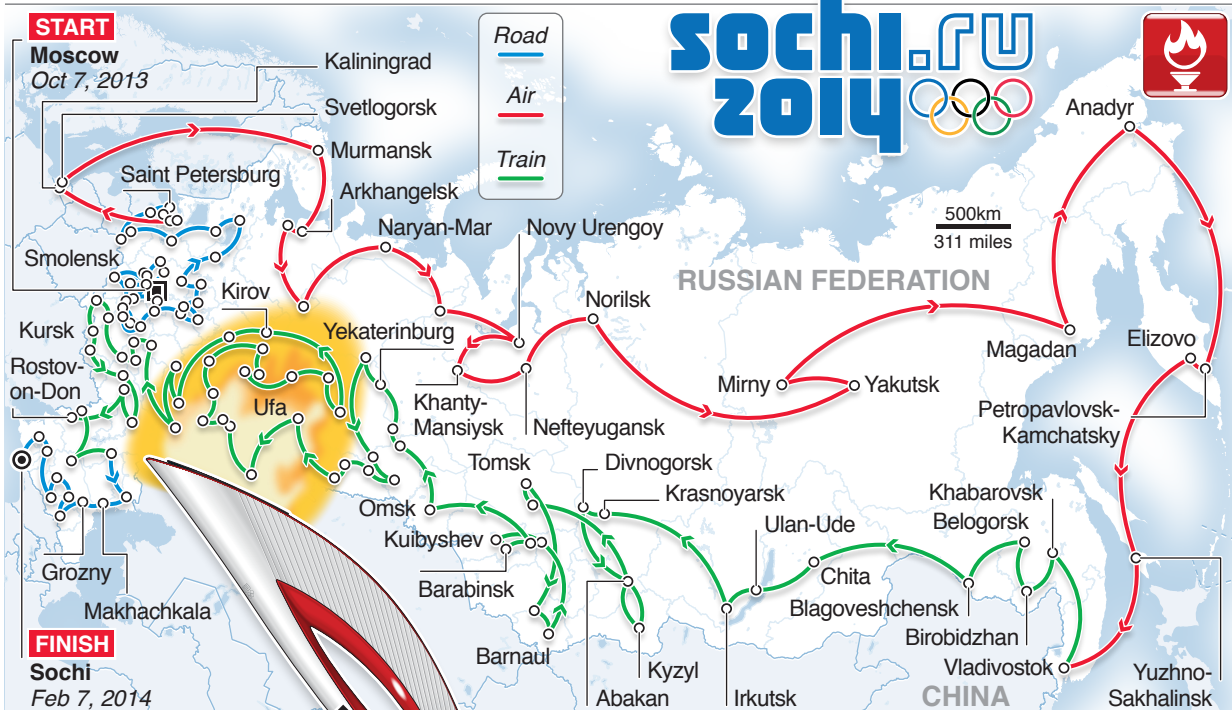 START
Moscow
Oct 7, 2013
Road
Air
Train
sochi.ru
2014
Kaliningrad
Svetlogorsk
Murmansk
Saint Petersburg
Arkhangelsk
Anadyr
Naryan-Mar
Novy Urengoy
500km
311 miles
Smolensk
RUSSIAN FEDERATION
Kirov
Norilsk
Kursk
Yekaterinburg
Magadan
Elizovo
Rostov-
on-Don
Mirny
Yakutsk
Ufa
Khanty-
Mansiysk
Nefteyugansk
Petropavlovsk-
Kamchatsky
Tomsk
Divnogorsk
Krasnoyarsk
Khabarovsk
Omsk
Ulan-Ude
Belogorsk
Kuibyshev
Grozny
Barabinsk
Chita
Blagoveshchensk
Makhachkala
Birobidzhan
FINISH
Sochi
Feb 7, 2014
Barnaul
Kyzyl
Vladivostok
Abakan
Irkutsk
CHINA
Yuzhno-
Sakhalinsk